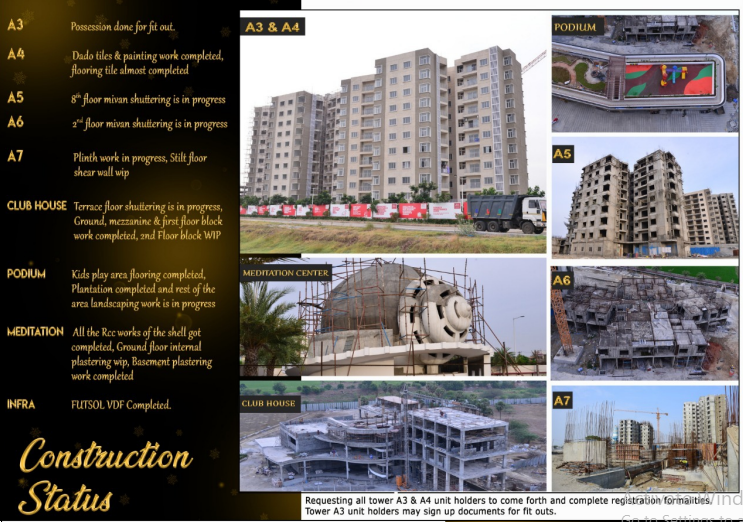 A3 Possession done for fit out.
A4 Dado tiles & painting work completed,
flooring tile almost completed
A5 8th floor mivan shuttering is in progress
A6 2nd floor mivan shuttering is in progress
A7 Plinth work in progress, Stilt floor
shear wall wip
CLUB HOUSE Terrace floor shuttering is in progress,
Ground, mezzanine & first floor block
work completed, 2nd Floor block WIP
PODIUM Kids play area flooring completed,
Plantation completed and rest of the
area landscaping work is in progress
MEDITATION All the Rcc works of the shell got
completed, Ground floor internal
plastering wip, Basement plastering
work completed
INFRA FUTSOL VDF Completed.
Construction
Status
A3 & A4
PODIUM
A5
MEDITATION CENTER
A6
CLUB HOUSE
A7
Requesting all tower A3 & A4 unit holders to come forth and complete registration formalities.
Tower A3 unit holders may sign up documents for fit outs.
Activate Wind
Go to Settings to a